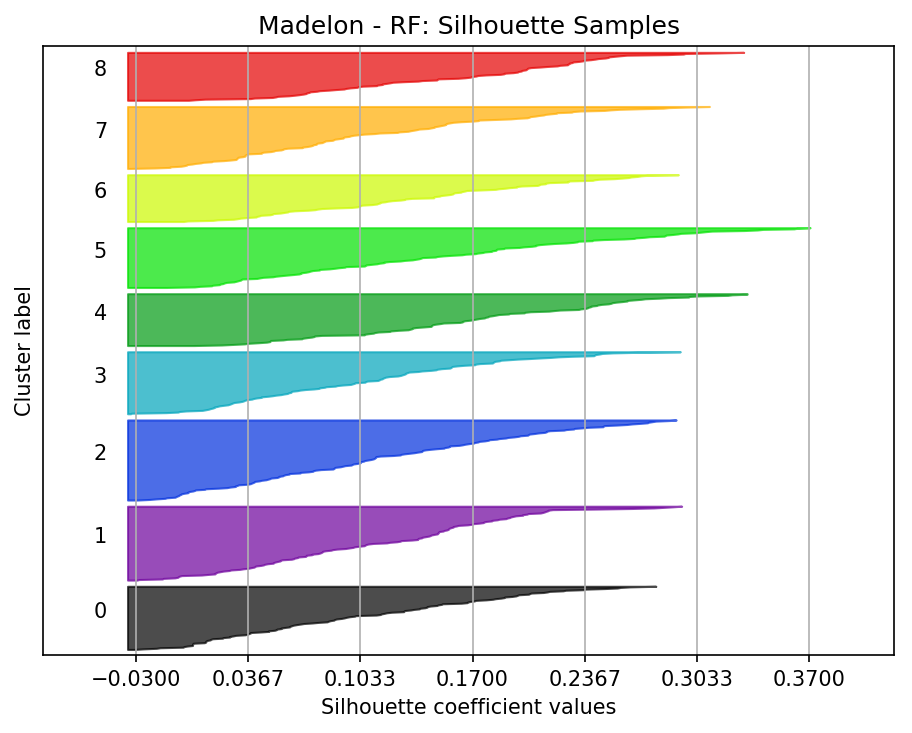 Madelon - RF: Silhouette Samples
8
7
6
5
4
3
2
1
0
Cluster label
−0.0300 0.0367 0.1033 0.1700 0.2367 0.3033 0.3700
Silhouette coefficient values